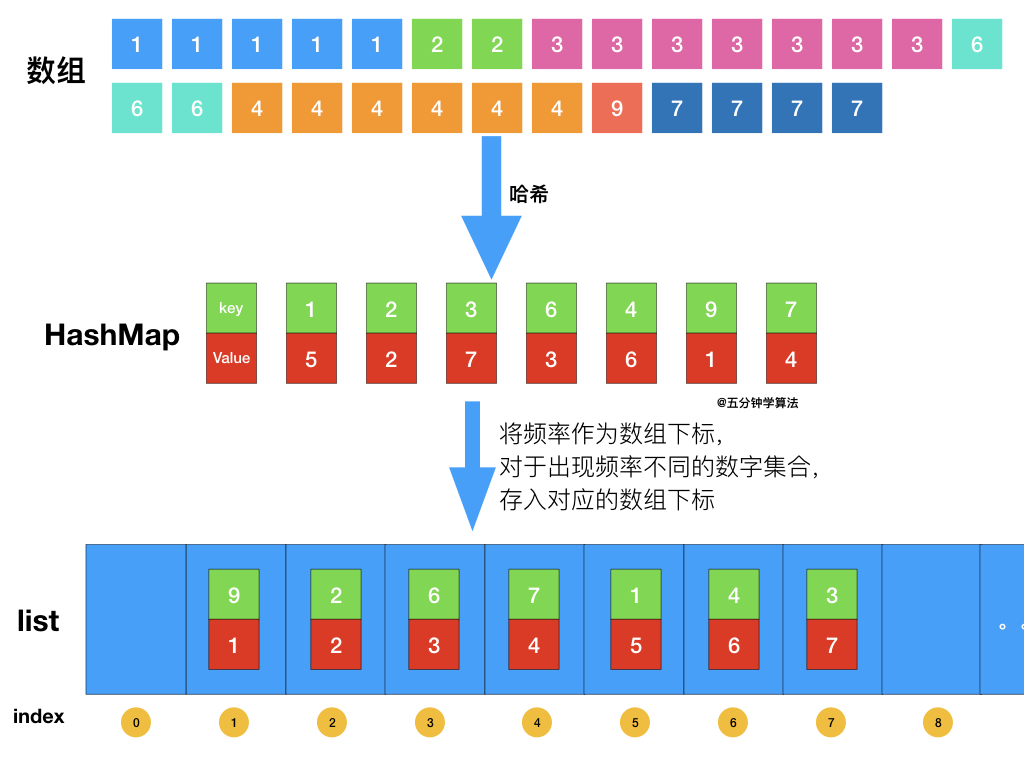 1 1 1 1 1 2 2 3 3 3 3 3 3 3 6
数组
6 6 4 4 4 4 4 4 9 7 7 7 7
哈希
key 1 2 3 6 4 9 7
HashMap
Value 5 2 7 3 6 1 4
@五分钟学算法
将频率作为数组下标,
对于出现频率不同的数字集合,
存入对应的数组下标
9 2 6 7 1 4 3
list
。。
1 2 3 4 5 6 7
index 0 1 2 3 4 5 6 7 8